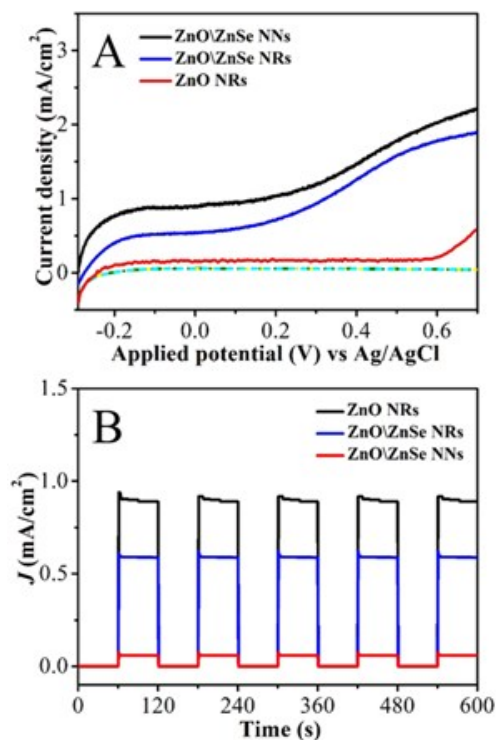 A
ZnO\ZnSe NNs
ZnO\ZnSe NRs
ZnO NRs
3
2
1
0
Current density (mA/cm²)
-0.2 0.0 0.2 0.4 0.6
Applied potential (V) vs Ag/AgCl
B
ZnO NRs
ZnO\ZnSe NRs
ZnO\ZnSe NNs
1.5
1.0
0.5
0.0
J (mA/cm²)
0 120 240 360 480 600
Time (s)